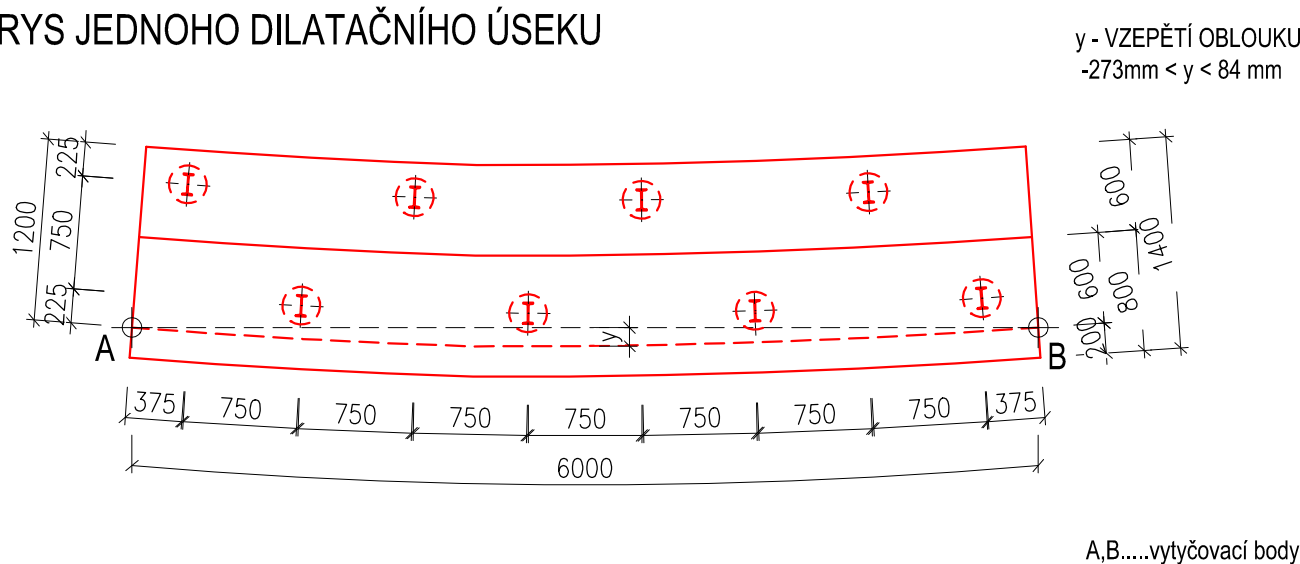 RYS JEDNOHO DILATAČNÍHO ÚSEKU
y - VZEPĚTÍ OBLOUKU
-273mm < y < 84 mm
225
750
225
1200
600
1400
600
800
200
y
A
B
375
750
750
750
750
750
750
750
375
6000
A,B.....vytyčovací body